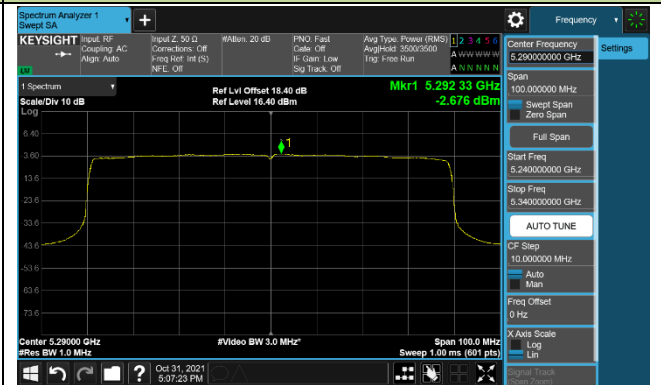 Spectrum Analyzer 1
Swept SA
Frequency
KEYSIGHT
Input: RF
Coupling: AC
Align: Auto
Input Z: 50 Ω
Corrections: Off
Freq Ref: Int (S)
NFE: Off
#Atten: 20 dB
PNO: Fast
Gate: Off
IF Gain: Low
Sig Track: Off
Avg Type: Power (RMS)
Avg|Hold: 3500/3500
Trig: Free Run
1 2 3 4 5 6
A W W W W W
A N N N N N
LW
1 Spectrum
Scale/Div 10 dB
Log
Ref Lvl Offset 18.40 dB
Ref Level 16.40 dBm
Mkr1 5.292 33 GHz
-2.676 dBm
1
6.40
-3.60
-13.6
-23.6
-33.6
-43.6
-53.6
-63.6
-73.6
Center 5.29000 GHz
#Res BW 1.0 MHz
#Video BW 3.0 MHz*
Span 100.0 MHz
Sweep 1.00 ms (601 pts)
Oct 31, 2021
5:07:23 PM
Center Frequency
5.290000000 GHz
Settings
Span
100.000000 MHz
Swept Span
Zero Span
Full Span
Start Freq
5.240000000 GHz
Stop Freq
5.340000000 GHz
AUTO TUNE
CF Step
10.000000 MHz
Auto
Man
Freq Offset
0 Hz
X Axis Scale
Log
Lin
Signal Track
(Span Zoom)